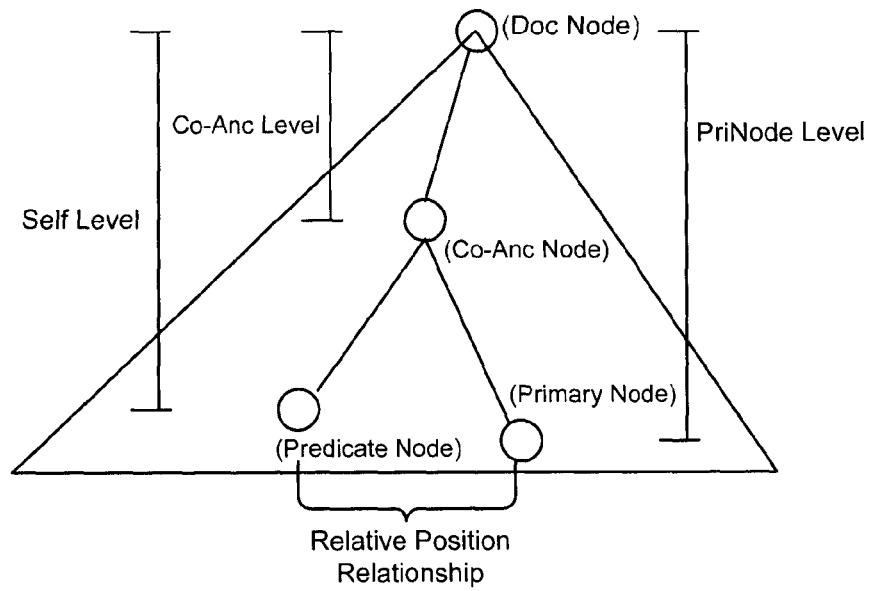 (Doc Node)
Co-Anc Level
PriNode Level
Self Level
(Co-Anc Node)
(Primary Node)
(Predicate Node)
Relative Position
Relationship